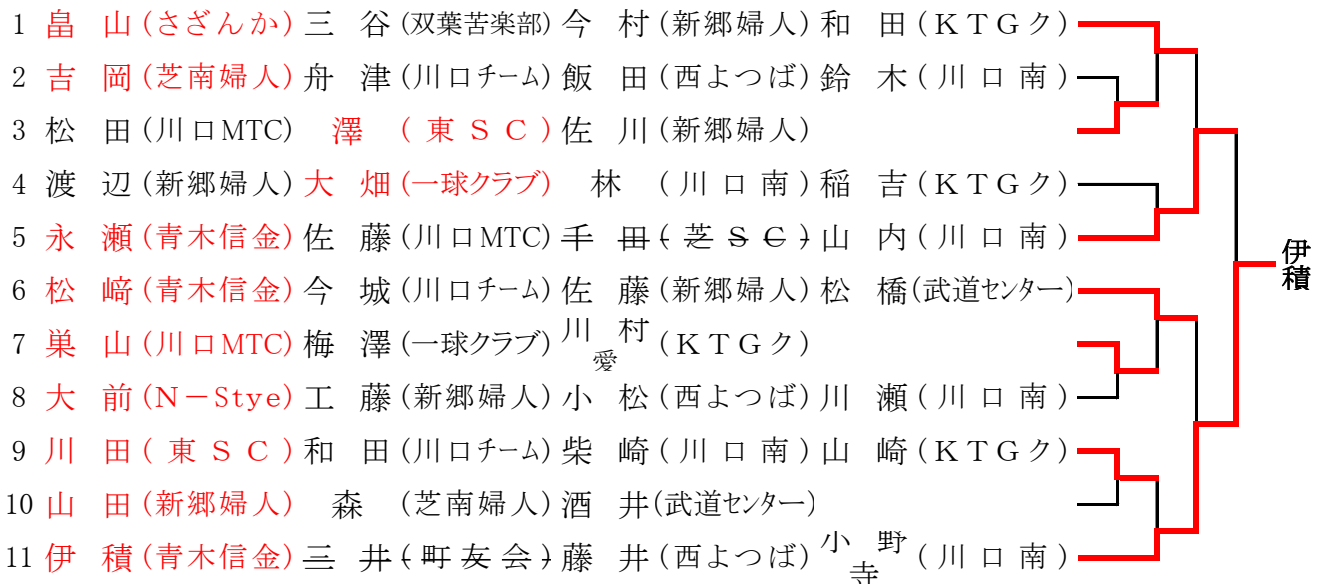 1 畠 山 (さざんか) 三 谷 (双葉苦楽部) 今 村 (新郷婦人) 和 田 (KTGク)
2 吉 岡 (芝南婦人) 舟 津 (川口チーム) 飯 田 (西よつば) 鈴 木 (川口南)
3 松 田 (川口MTC) 澤 (東SC) 佐 川 (新郷婦人)
4 渡 辺 (新郷婦人) 大 畑 (一球クラブ) 林 (川口南) 稲 吉 (KTGク)
5 永 瀬 (青木信金) 佐 藤 (川口MTC) 千 田 (芝SC) 山 内 (川口南)
6 松 﨑 (青木信金) 今 城 (川口チーム) 佐 藤 (新郷婦人) 松 橋 (武道センター)
7 巣 山 (川口MTC) 梅 澤 (一球クラブ) 川 村 愛 (KTGク)
8 大 前 (N-Stye) 工 藤 (新郷婦人) 小 松 (西よつば) 川 瀬 (川口南)
9 川 田 (東SC) 和 田 (川口チーム) 柴 崎 (川口南) 山 崎 (KTGク)
10 山 田 (新郷婦人) 森 (芝南婦人) 酒 井 (武道センター)
11 伊 積 (青木信金) 三 井 (町友会) 藤 井 (西よつば) 小 野 寺 (川口南)
伊積